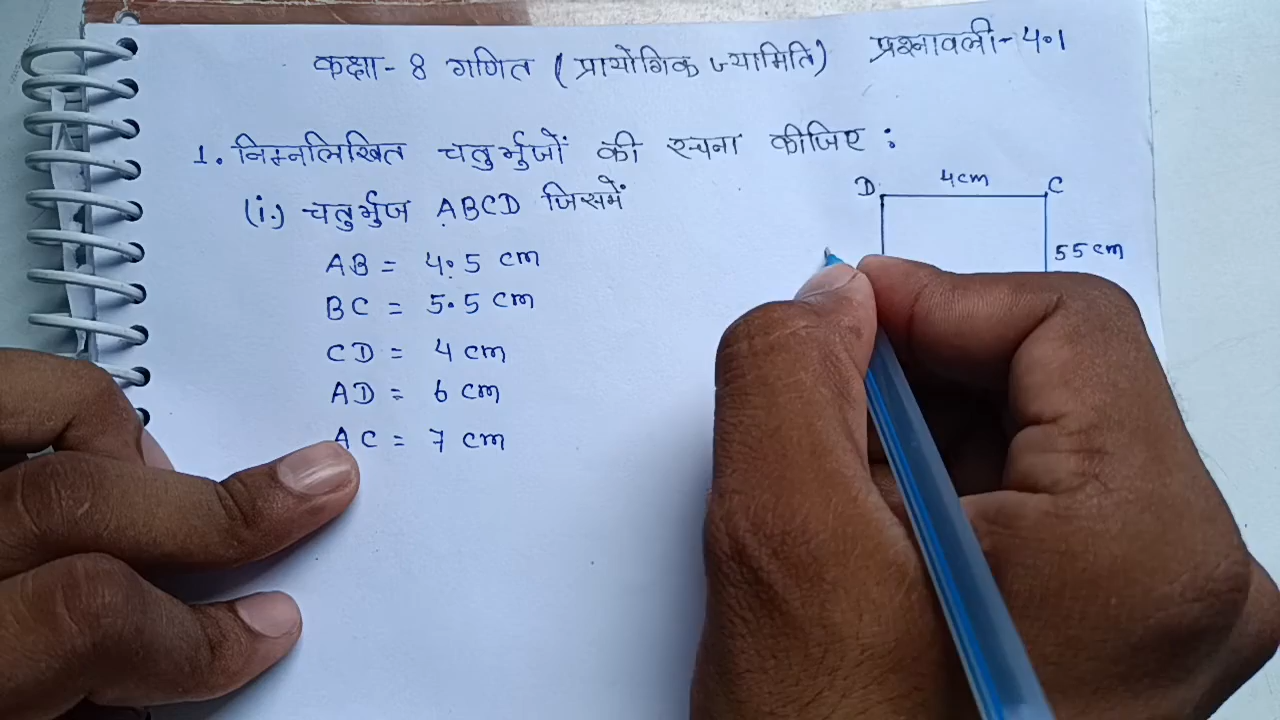 कक्षा- 8 गणित (प्रायोगिक ज्यामिति) प्रश्नावली-4.1
1. निम्नलिखित चतुर्भुजों की रचना कीजिए :
(i.) चतुर्भुज ABCD जिसमें
AB = 4.5 cm
BC = 5.5 cm
CD = 4 cm
AD = 6 cm
AC = 7 cm
D 4cm C
55 cm